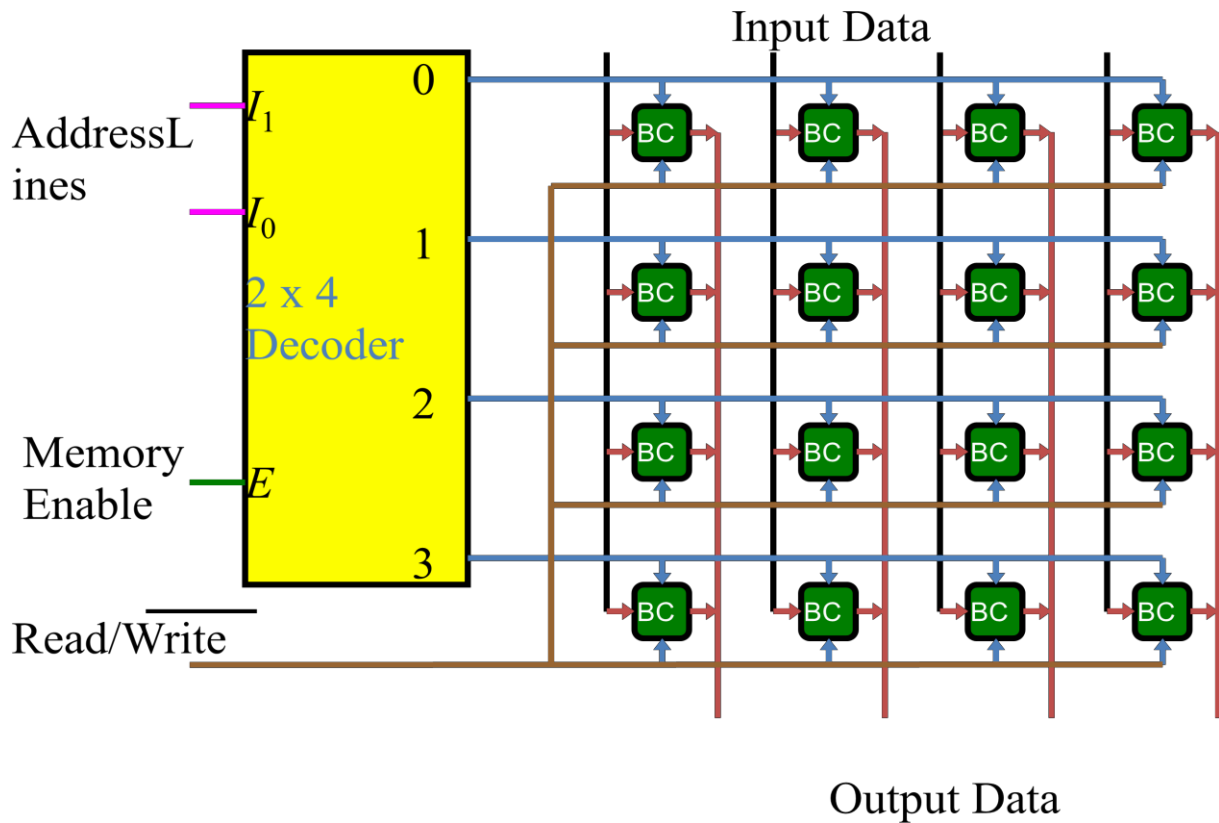 Input Data
0
I1
AddressL
ines
I0
1
2 x 4
Decoder
2
Memory
Enable
E
3
Read/Write
BC BC BC BC
BC BC BC BC
BC BC BC BC
BC BC BC BC
Output Data